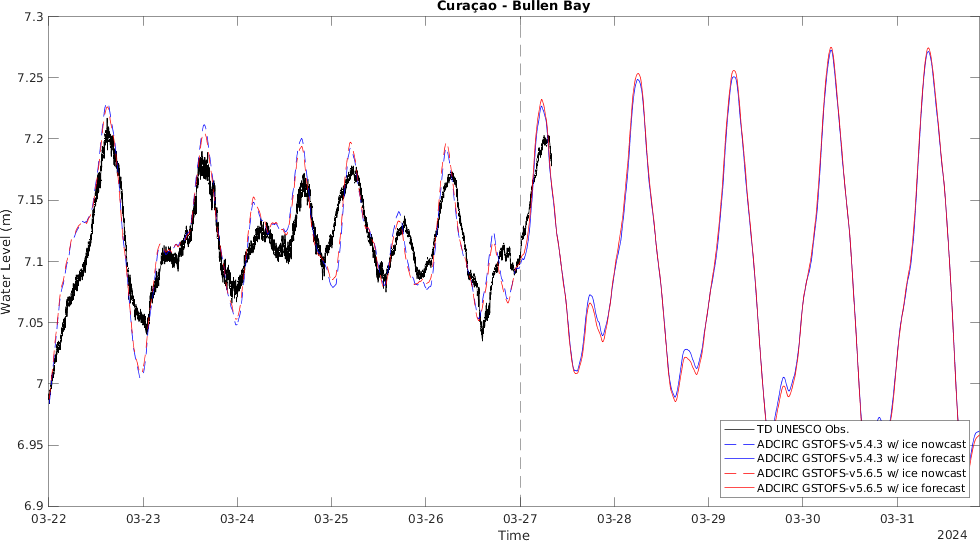 Curaçao - Bullen Bay
7.3
7.25
7.2
7.15
7.1
7.05
7
6.95
6.9
Water Level (m)
03-22 03-23 03-24 03-25 03-26 03-27 03-28 03-29 03-30 03-31
Time
2024
TD UNESCO Obs.
ADCIRC GSTOFS-v5.4.3 w/ ice nowcast
ADCIRC GSTOFS-v5.4.3 w/ ice forecast
ADCIRC GSTOFS-v5.6.5 w/ ice nowcast
ADCIRC GSTOFS-v5.6.5 w/ ice forecast